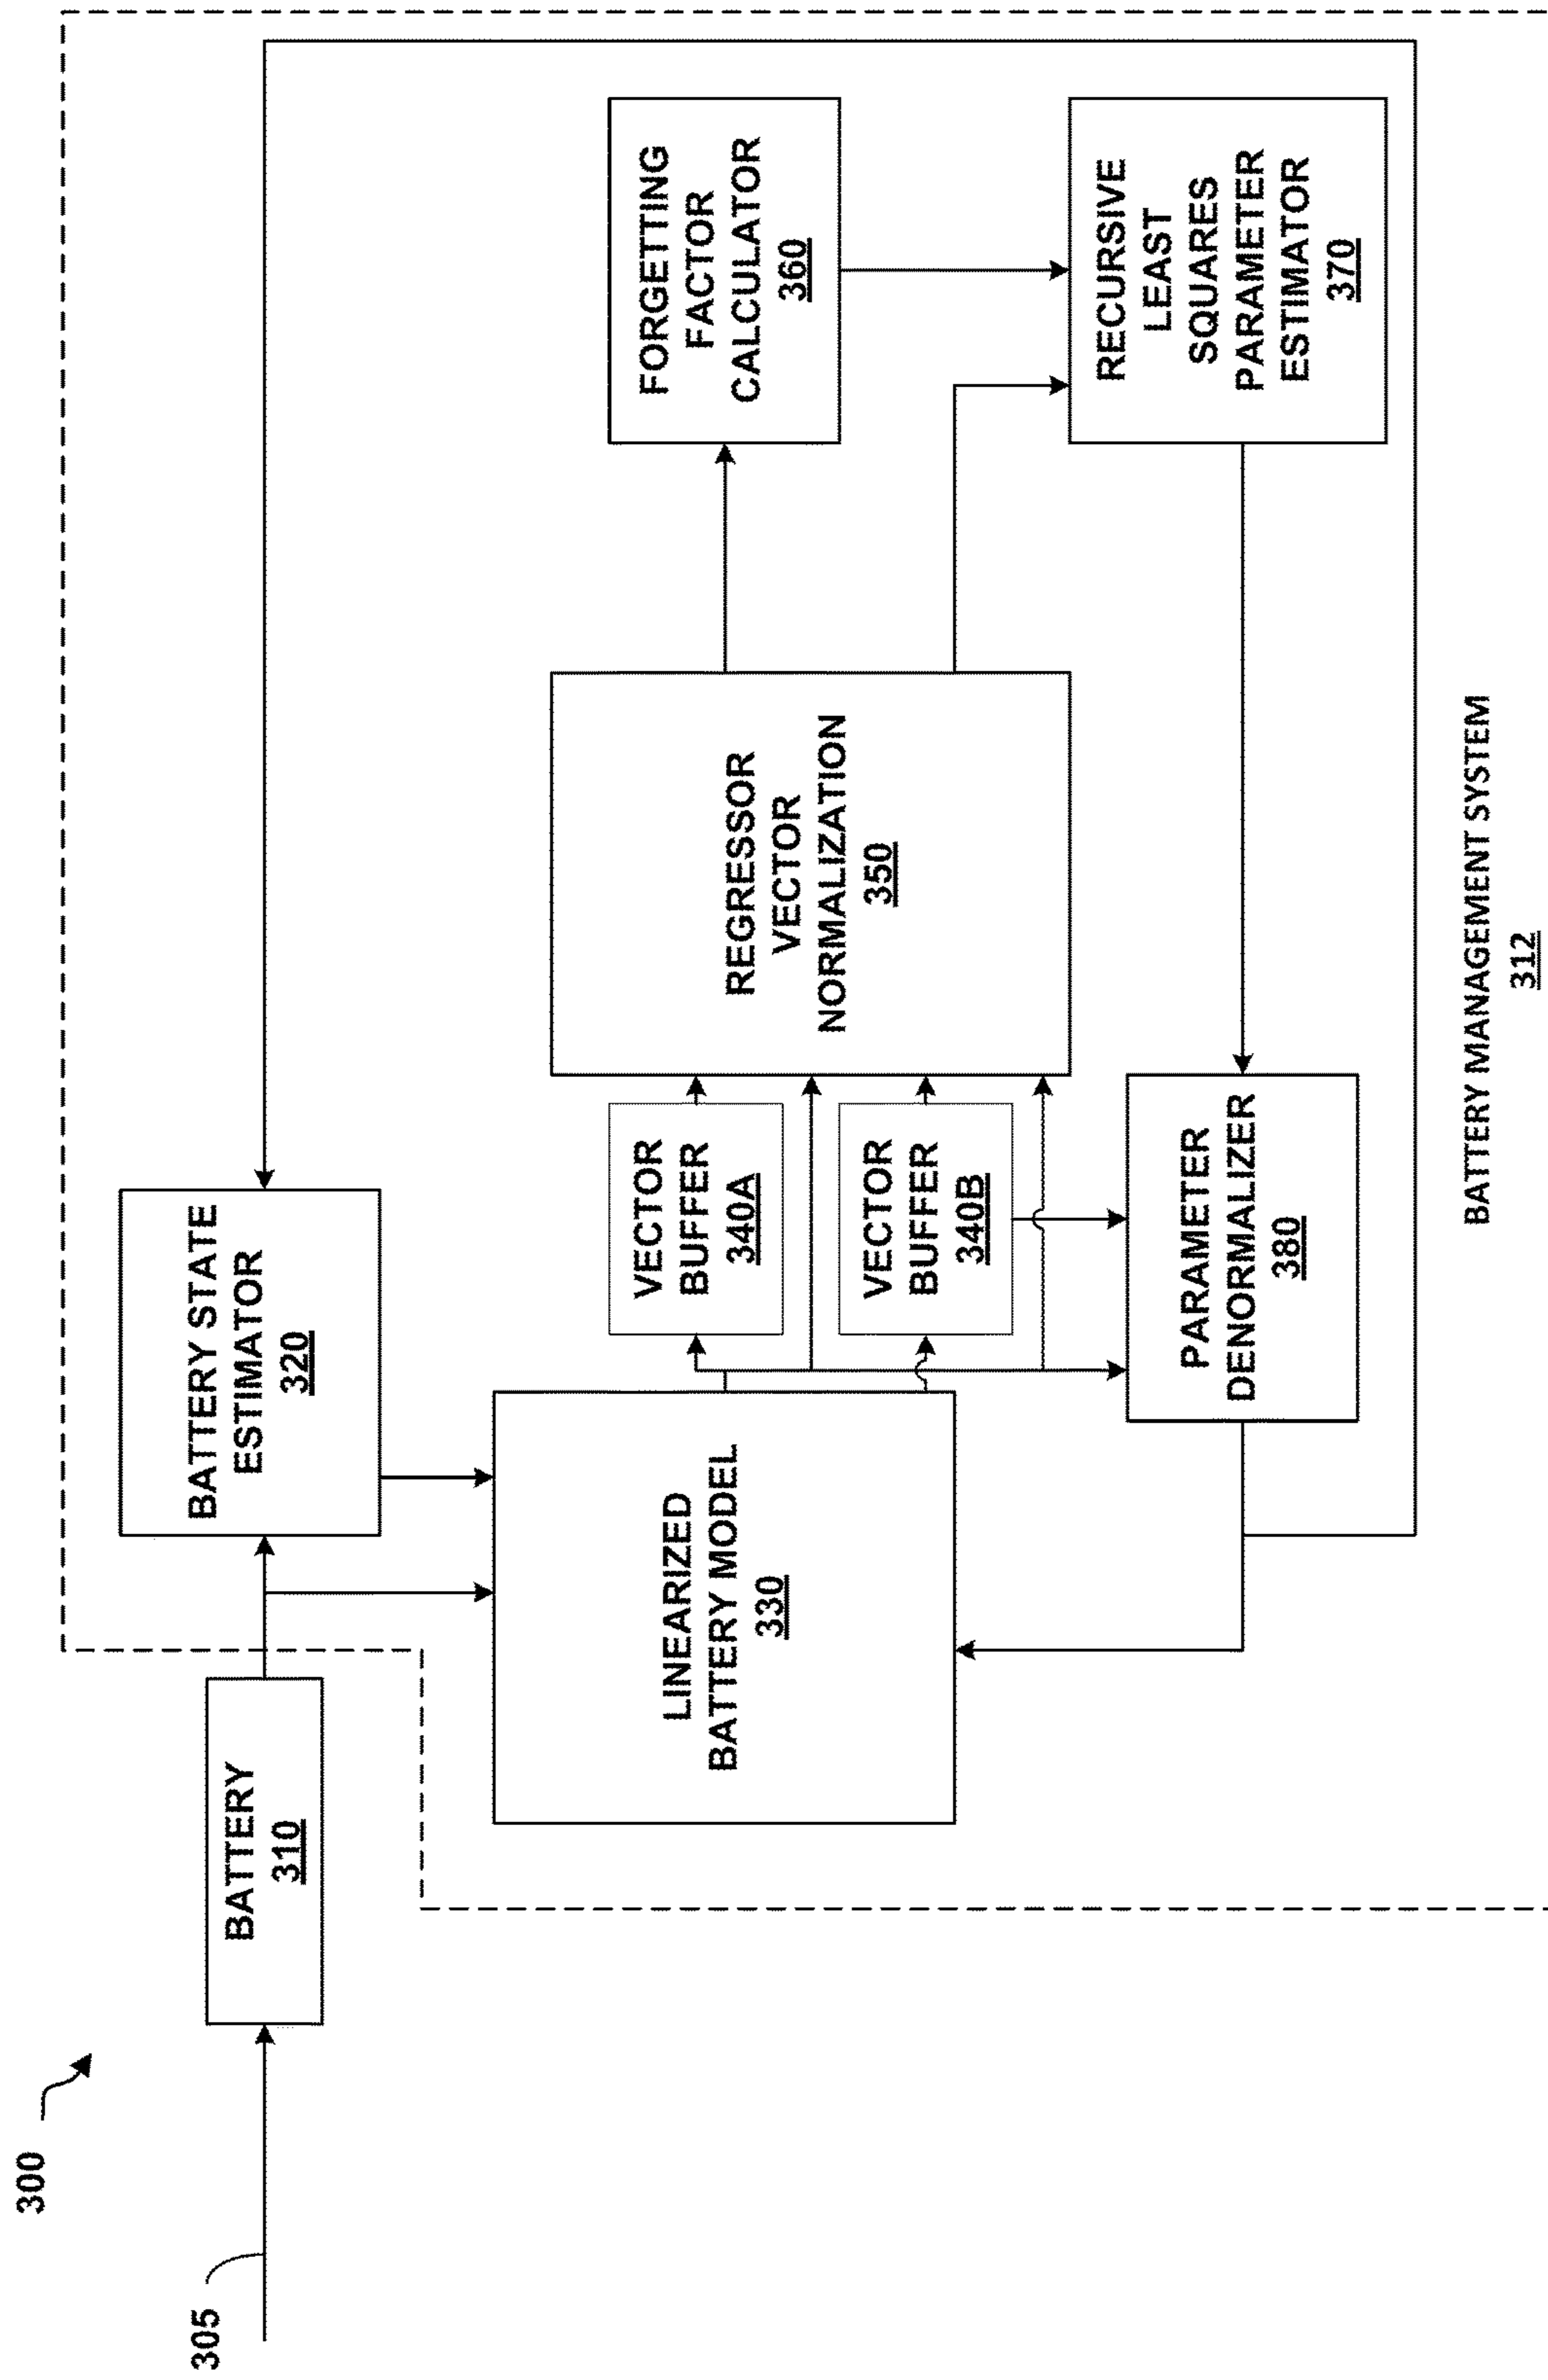 300
305
BATTERY
310
BATTERY STATE
ESTIMATOR
320
LINEARIZED
BATTERY MODEL
330
VECTOR
BUFFER
340A
VECTOR
BUFFER
340B
REGRESSOR
VECTOR
NORMALIZATION
350
FORGETTING
FACTOR
CALCULATOR
360
RECURSIVE
LEAST
SQUARES
PARAMETER
ESTIMATOR
370
PARAMETER
DENORMALIZER
380
BATTERY MANAGEMENT SYSTEM
312